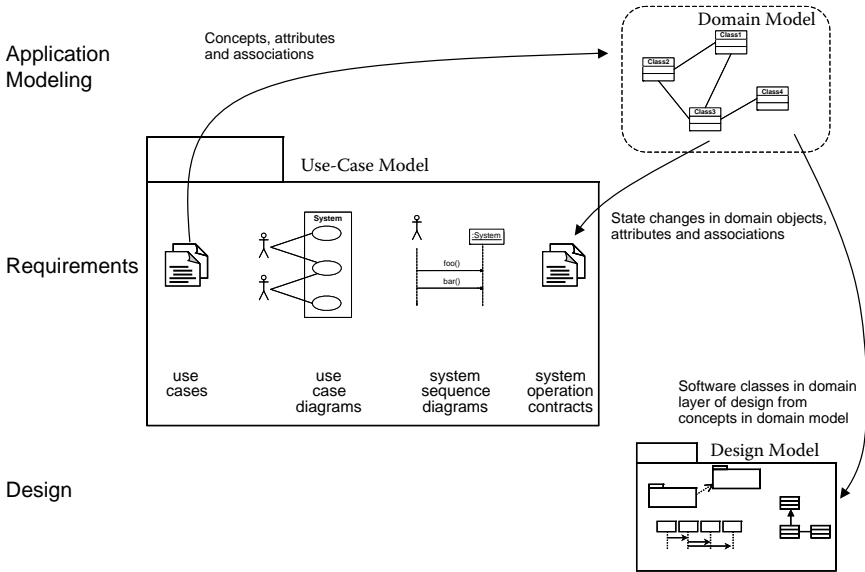 Domain Model
Application
Modeling
Concepts, attributes
and associations
Class1
Class2
Class4
Class3
Use-Case Model
State changes in domain objects,
attributes and associations
Requirements
System
:System
foo()
bar()
use
cases
use
case
diagrams
system
sequence
diagrams
system
operation
contracts
Software classes in domain
layer of design from
concepts in domain model
Design Model
Design